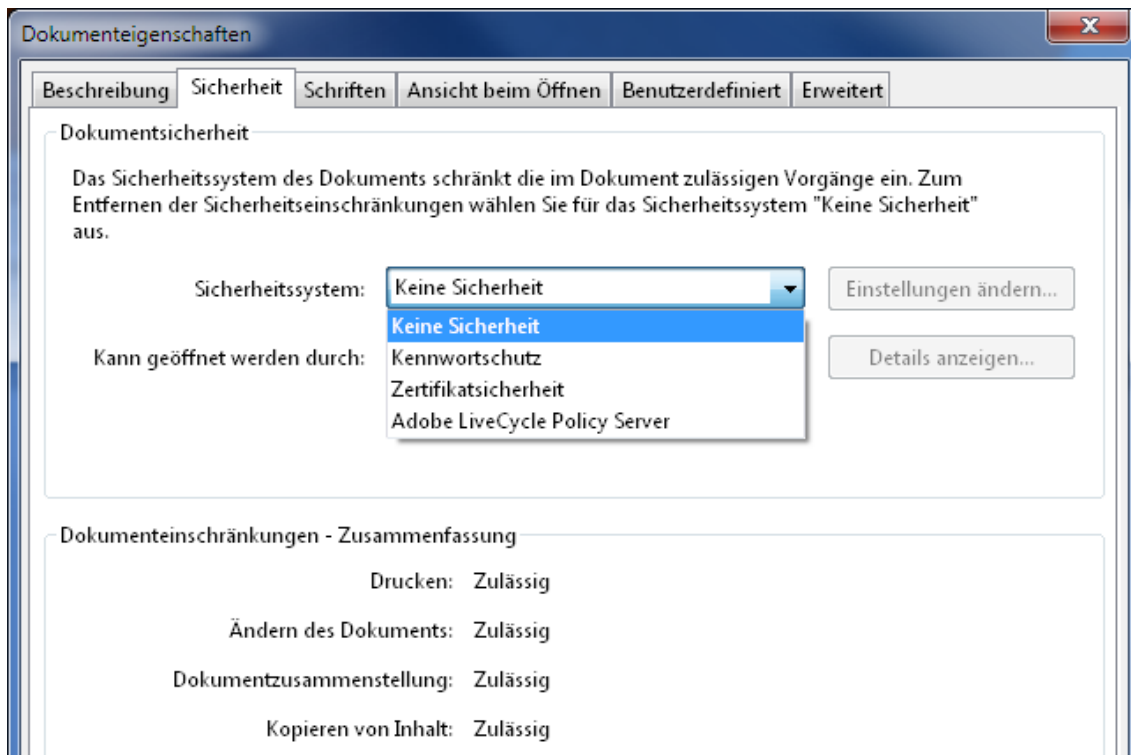 Dokumenteigenschaften
Beschreibung Sicherheit Schriften Ansicht beim Öffnen Benutzerdefiniert Erweitert
Dokumentsicherheit
Das Sicherheitssystem des Dokuments schränkt die im Dokument zulässigen Vorgänge ein. Zum
Entfernen der Sicherheitseinschränkungen wählen Sie für das Sicherheitssystem "Keine Sicherheit"
aus.
Sicherheitssystem: Keine Sicherheit Einstellungen ändern...
Keine Sicherheit
Kann geöffnet werden durch: Kennwortschutz Details anzeigen...
Zertifikatsicherheit
Adobe LiveCycle Policy Server
Dokumenteinschränkungen - Zusammenfassung
Drucken: Zulässig
Ändern des Dokuments: Zulässig
Dokumentzusammenstellung: Zulässig
Kopieren von Inhalt: Zulässig